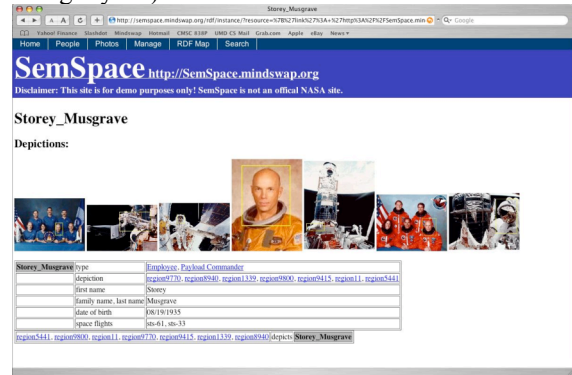 Storey_Musgrave
A A C + http://semspace.mindswap.org/rdf/instance/?resource=%7B%27link%27%3A+%27http%3A%2F%2FSemSpace.min Q- Google
Yahoo! Finance Slashdot Mindswap Hotmail CMSC 838P UMD CS Mail Grab.com Apple eBay News
Home People Photos Manage RDF Map Search
SemSpace http://SemSpace.mindswap.org
Disclaimer: This site is for demo purposes only! SemSpace is not an offical NASA site.
Storey_Musgrave
Depictions:
Storey_Musgrave type Employee, Payload Commander
depiction region9770, region8940, region1339, region9800, region9415, region11, region5441
first name Storey
family name, last name Musgrave
date of birth 08/19/1935
space flights sts-61, sts-33
region5441, region9800, region11, region9770, region9415, region1339, region8940 depicts Storey_Musgrave